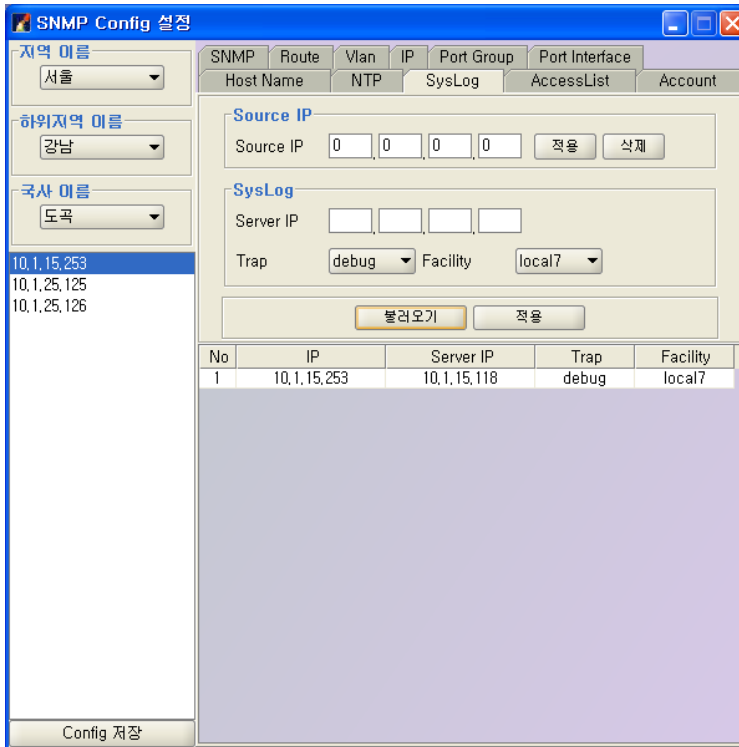 SNMP Config 설정
지역 이름
서울
하위지역 이름
강남
국사 이름
도곡
10,1,15,253
10,1,25,125
10,1,25,126
Config 저장
SNMP Route Vlan IP Port Group Port Interface
Host Name NTP SysLog AccessList Account
Source IP
Source IP 0 . 0 . 0 . 0 적용 삭제
SysLog
Server IP . . .
Trap debug Facility local7
불러오기 적용
No IP Server IP Trap Facility
1 10,1,15,253 10,1,15,118 debug local7